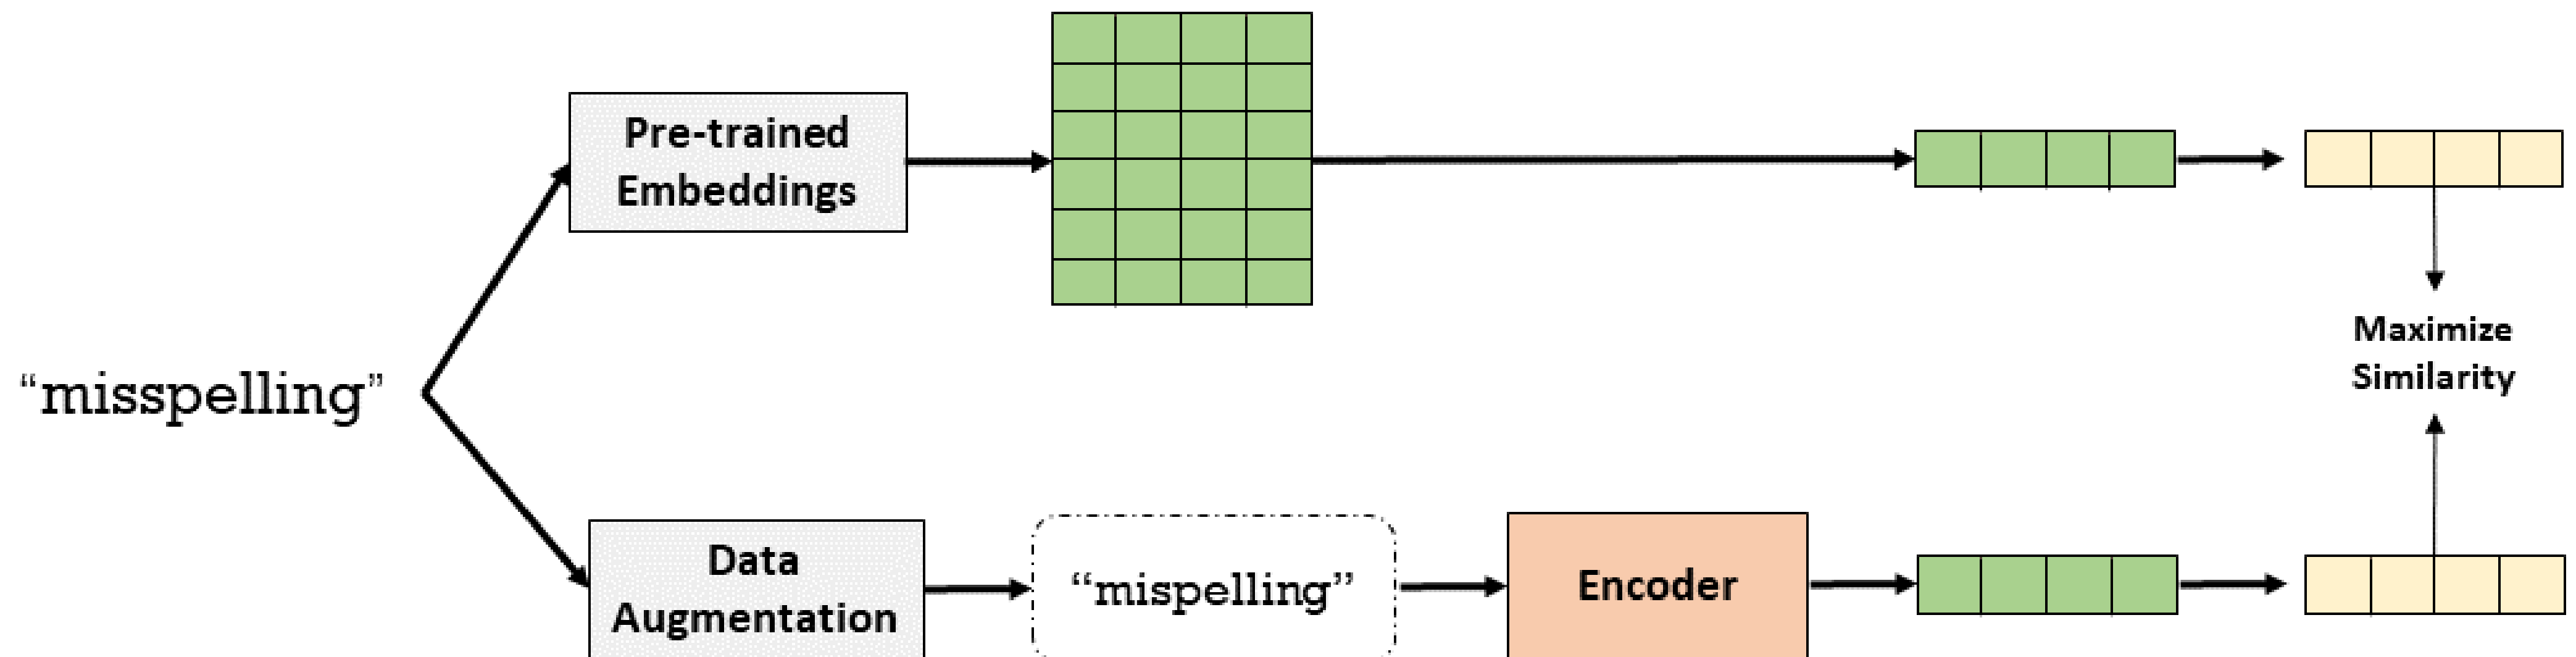 Pre-trained
Embeddings
Maximize
Similarity
“misspelling”
Data
Augmentation
“mispelling”
Encoder